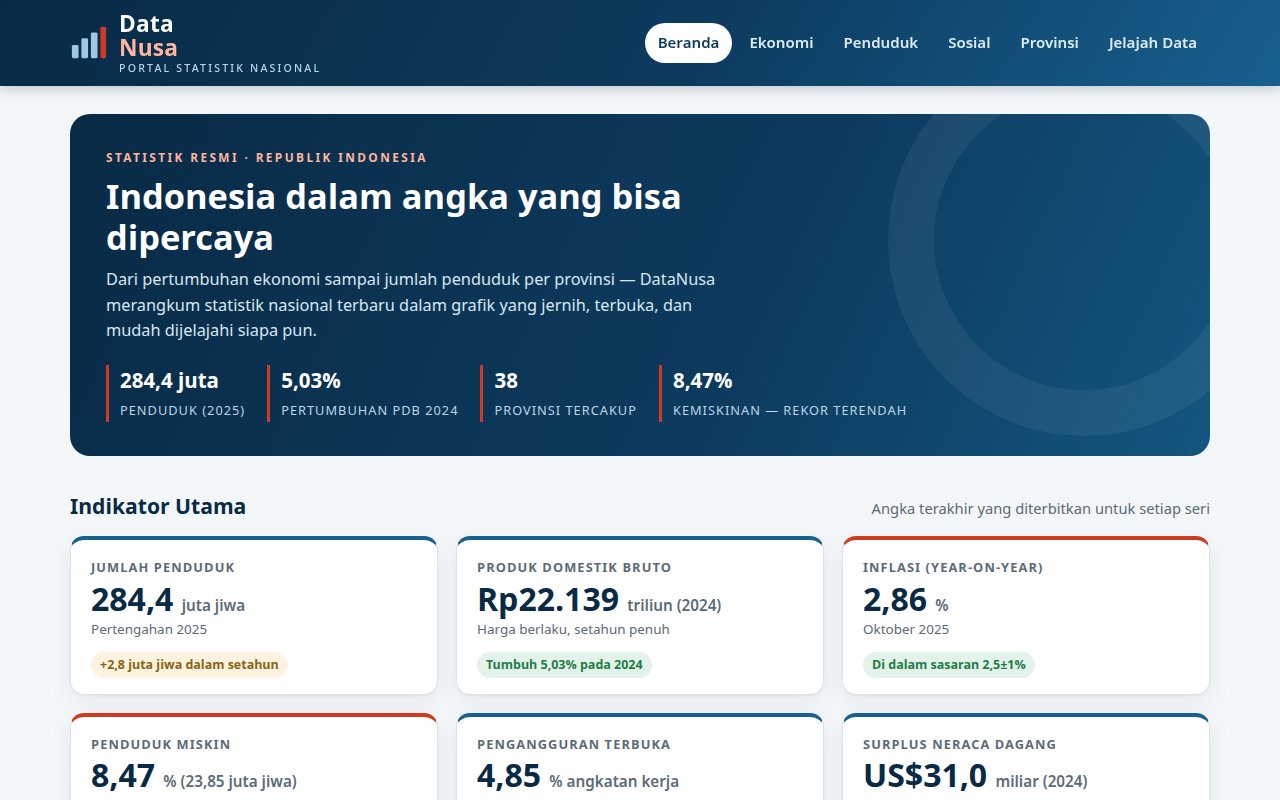 Data
Nusa
PORTAL STATISTIK NASIONAL
Beranda
Ekonomi
Penduduk
Sosial
Provinsi
Jelajah Data
STATISTIK RESMI · REPUBLIK INDONESIA
Indonesia dalam angka yang bisa
dipercaya
Dari pertumbuhan ekonomi sampai jumlah penduduk per provinsi — DataNusa
merangkum statistik nasional terbaru dalam grafik yang jernih, terbuka, dan
mudah dijelajahi siapa pun.
284,4 juta
PENDUDUK (2025)
5,03%
PERTUMBUHAN PDB 2024
38
PROVINSI TERCAKUP
8,47%
KEMISKINAN — REKOR TERENDAH
Indikator Utama
Angka terakhir yang diterbitkan untuk setiap seri
JUMLAH PENDUDUK
284,4 juta jiwa
Pertengahan 2025
+2,8 juta jiwa dalam setahun
PRODUK DOMESTIK BRUTO
Rp22.139 triliun (2024)
Harga berlaku, setahun penuh
Tumbuh 5,03% pada 2024
INFLASI (YEAR-ON-YEAR)
2,86 %
Oktober 2025
Di dalam sasaran 2,5±1%
PENDUDUK MISKIN
8,47 % (23,85 juta jiwa)
PENGANGGURAN TERBUKA
4,85 % angkatan kerja
SURPLUS NERACA DAGANG
US$31,0 miliar (2024)